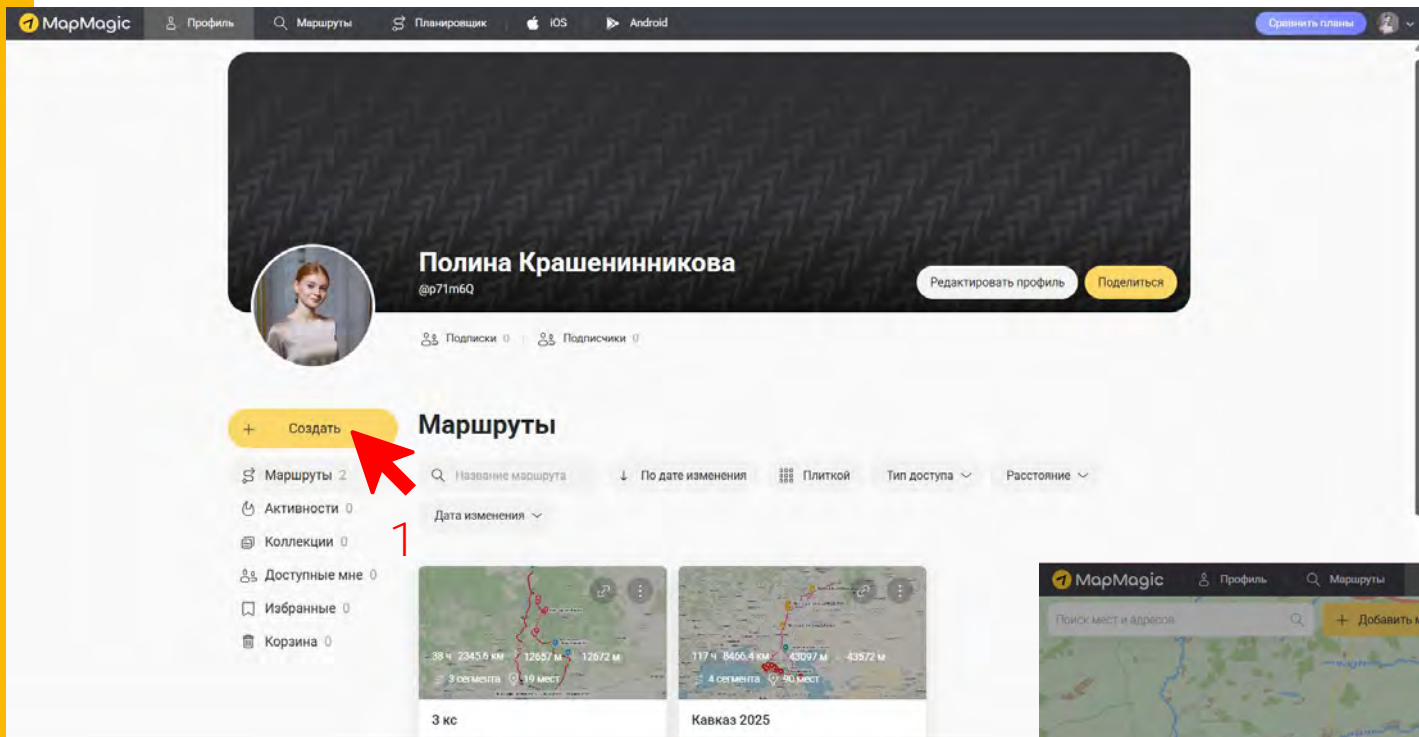 MapMagic Профиль Маршруты Планировщик iOS Android Сравнить планы
Полина Крашенинникова
@p71m6Q
Редактировать профиль Поделиться
Подписки 0 Подписчики 0
+ Создать
Маршруты
Маршруты 2
Название маршрута ↓ По дате изменения Плиткой Тип доступа Расстояние
Активности 0
Дата изменения
1
Коллекции 0
Доступные мне 0
Избранные 0
Корзина 0
38 ч 2345.6 км 12657 м 12672 м
3 сегмента 19 мест
3 кс
117 ч 8466.4 км 43097 м 43572 м
4 сегмента 90 мест
Кавказ 2025
MapMagic Профиль Маршруты
Поиск мест и адресов + Добавить